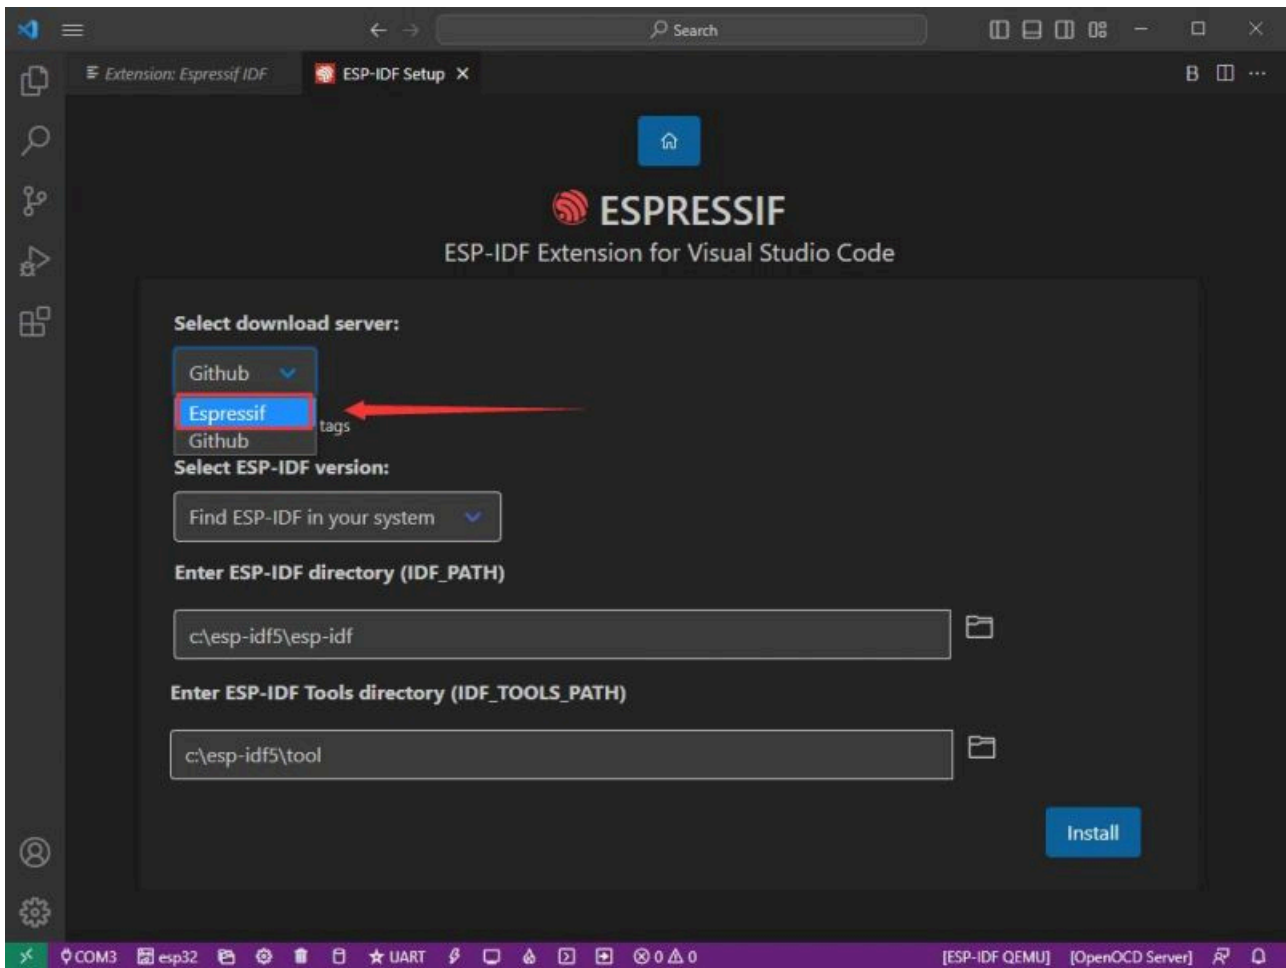 Search
Extension: Espressif IDF
ESP-IDF Setup
B
ESPRESSIF
ESP-IDF Extension for Visual Studio Code
Select download server:
Github
Espressif
tags
Github
Select ESP-IDF version:
Find ESP-IDF in your system
Enter ESP-IDF directory (IDF_PATH)
c:\esp-idf5\esp-idf
Enter ESP-IDF Tools directory (IDF_TOOLS_PATH)
c:\esp-idf5\tool
Install
COM3 esp32 UART 0 0 [ESP-IDF QEMU] [OpenOCD Server]